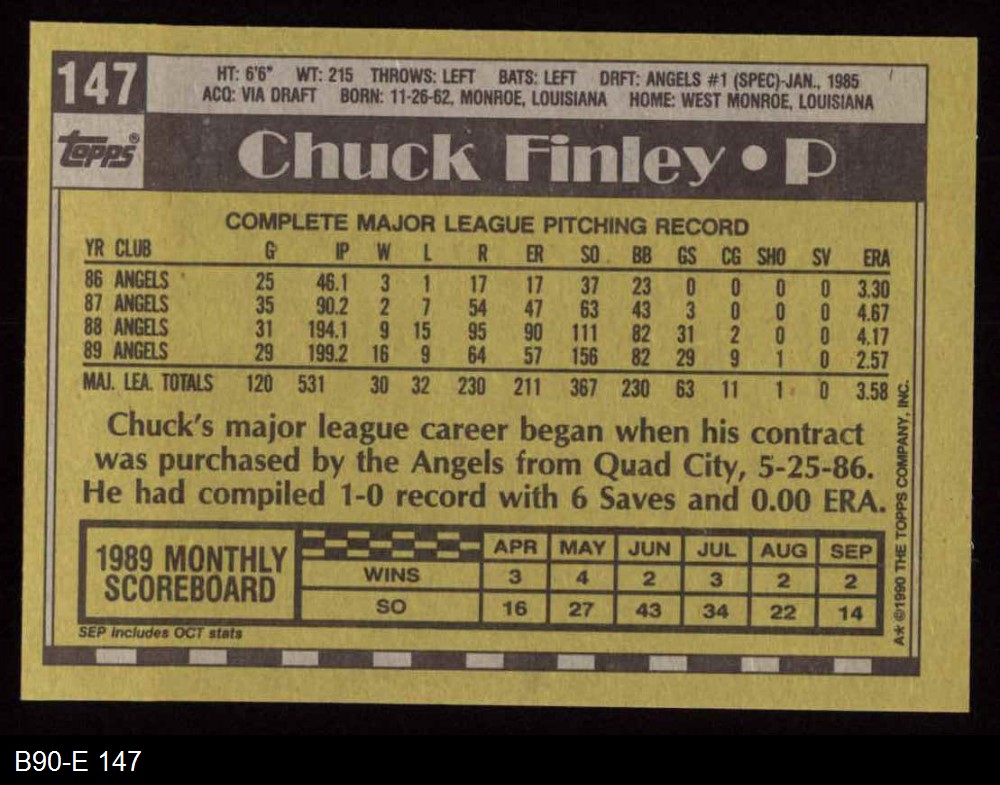 147
HT: 6'6" WT: 215 THROWS: LEFT BATS: LEFT DRFT: ANGELS #1 (SPEC)-JAN., 1985
ACQ: VIA DRAFT BORN: 11-26-62, MONROE, LOUISIANA HOME: WEST MONROE, LOUISIANA
Topps®
Chuck Finley • P
COMPLETE MAJOR LEAGUE PITCHING RECORD
YR CLUB G IP W L R ER SO BB GS CG SHO SV ERA
86 ANGELS 25 46.1 3 1 17 17 37 23 0 0 0 0 3.30
87 ANGELS 35 90.2 2 7 54 47 63 43 3 0 0 0 4.67
88 ANGELS 31 194.1 9 15 95 90 111 82 31 2 0 0 4.17
89 ANGELS 29 199.2 16 9 64 57 156 82 29 9 1 0 2.57
MAJ. LEA. TOTALS 120 531 30 32 230 211 367 230 63 11 1 0 3.58
Chuck's major league career began when his contract
was purchased by the Angels from Quad City, 5-25-86.
He had compiled 1-0 record with 6 Saves and 0.00 ERA.
1989 MONTHLY
SCOREBOARD
APR MAY JUN JUL AUG SEP
WINS 3 4 2 3 2 2
SO 16 27 43 34 22 14
SEP includes OCT stats
A* ©1990 THE TOPPS COMPANY, INC.
B90-E 147